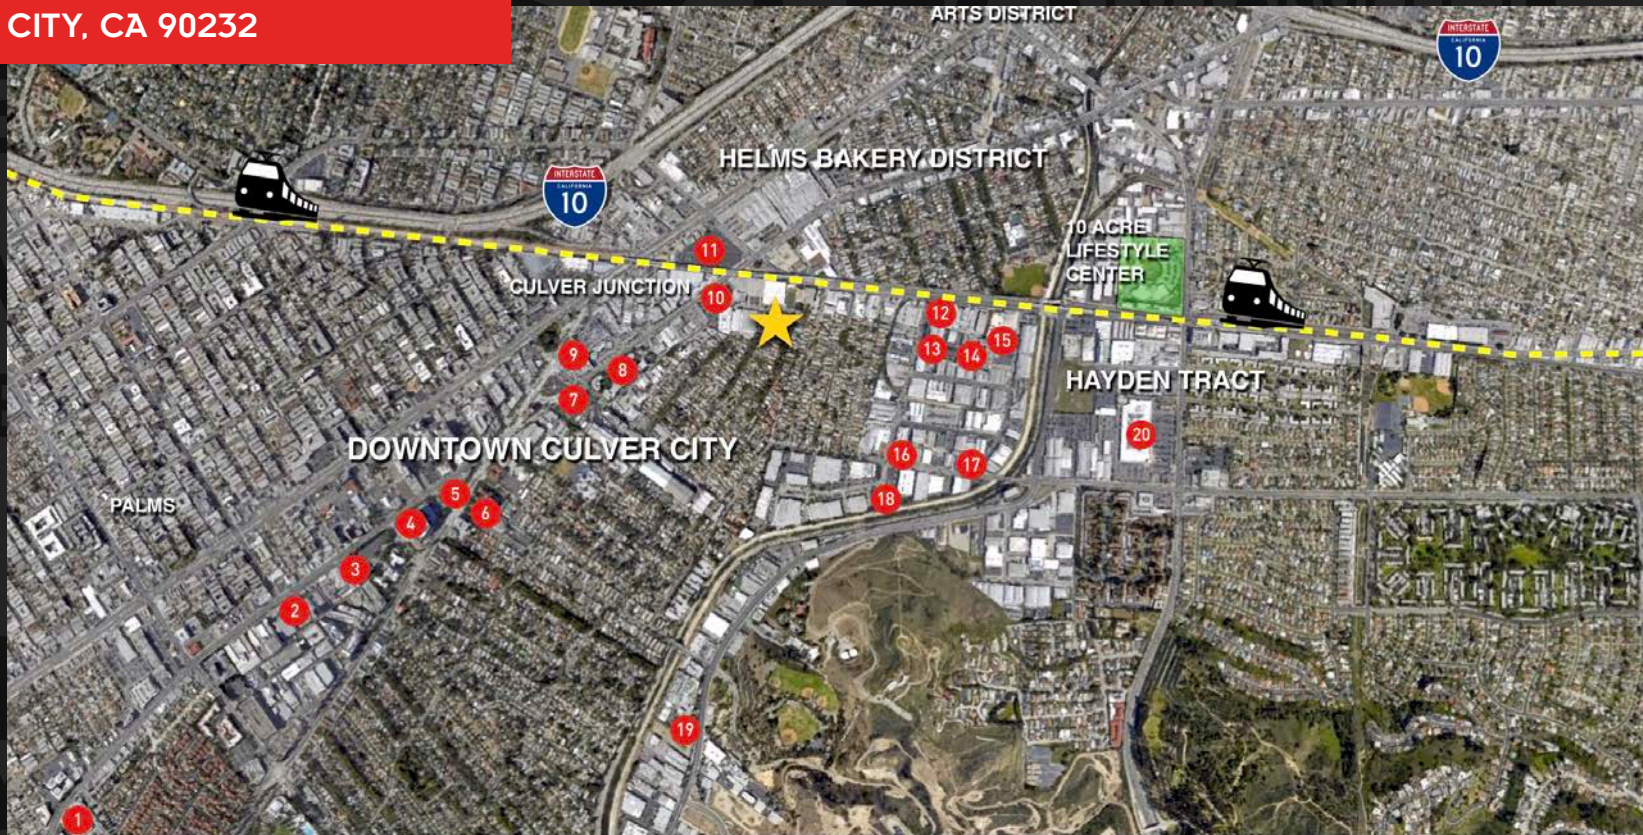 CITY, CA 90232
ARTS DISTRICT
INTERSTATE
CALIFORNIA
10
HELMS BAKERY DISTRICT
INTERSTATE
CALIFORNIA
10
10 ACRE
LIFESTYLE
CENTER
11
CULVER JUNCTION
10
12
13
14
15
9
8
7
HAYDEN TRACT
DOWNTOWN CULVER CITY
20
16
17
18
PALMS
5
6
4
3
2
19
1